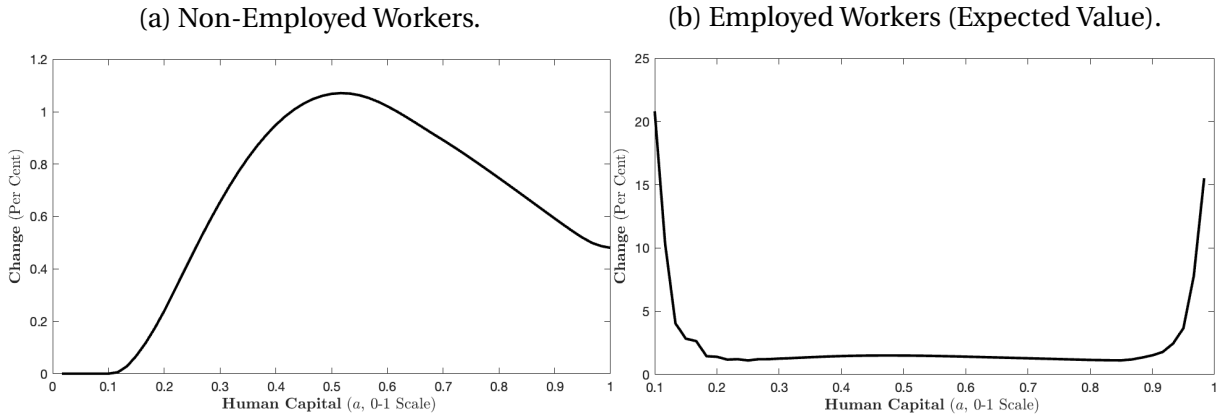 (a) Non-Employed Workers.
1.2
1
0.8
0.6
0.4
0.2
0
Change (Per Cent)
0 0.1 0.2 0.3 0.4 0.5 0.6 0.7 0.8 0.9 1
Human Capital (a, 0-1 Scale)
(b) Employed Workers (Expected Value).
25
20
15
10
5
0
Change (Per Cent)
0.1 0.2 0.3 0.4 0.5 0.6 0.7 0.8 0.9 1
Human Capital (a, 0-1 Scale)